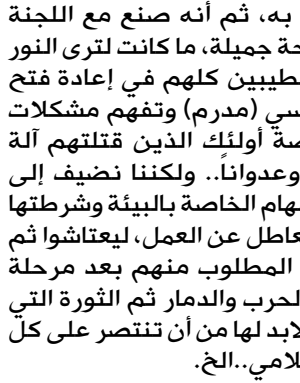 به، ثم أنه صنع مع اللجنة
حة جميلة، ما كانت لترى النور
طيبين كلهم في إعادة فتح
سي (مدرم) وتفهم مشكلات
صة أولئك الذين قتلتهم آلة
وعدواناً.. ولكننا نضيف إلى
هام الخاصة بالبيئة وشرطتها
عاطل عن العمل، ليعتاشوا ثم
المطلوب منهم بعد مرحلة
لحرب والدمار ثم الثورة التي
لابد لها من أن تنتصر على كل
لامي..الخ.